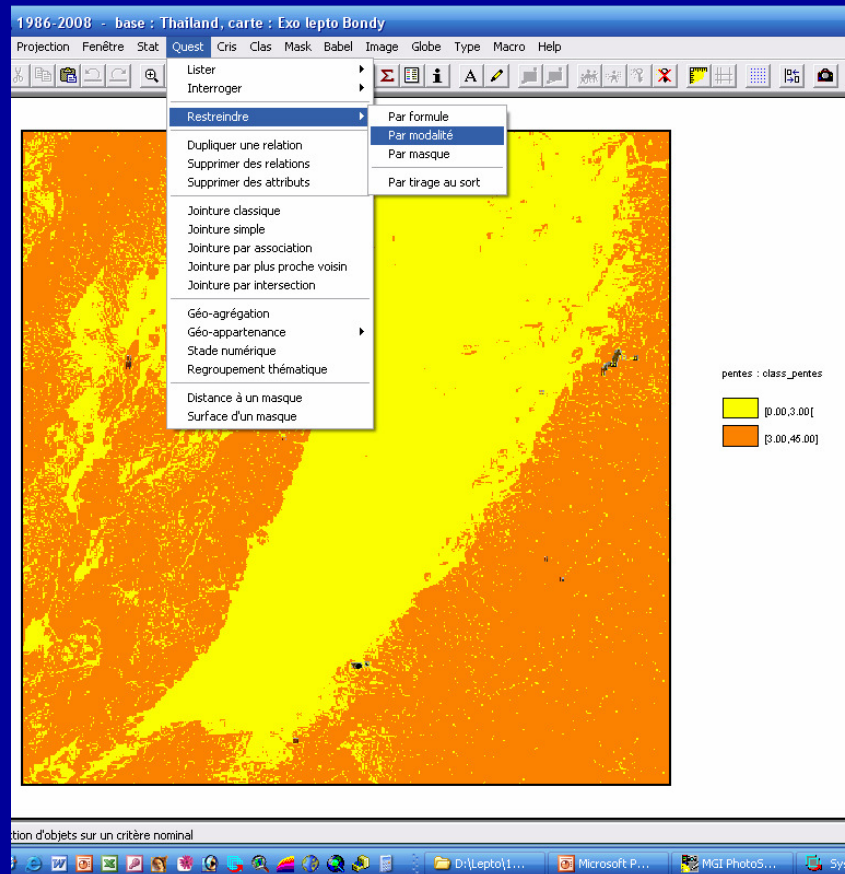 1986-2008 - base : Thailand, carte : Exo lepto Bondy
Projection Fenêtre Stat Quest Cris Clas Mask Babel Image Globe Type Macro Help
Lister
Interroger
Restreindre
Par formule
Par modalité
Par masque
Par tirage au sort
Dupliquer une relation
Supprimer des relations
Supprimer des attributs
Jointure classique
Jointure simple
Jointure par association
Jointure par plus proche voisin
Jointure par intersection
Géo-agrégation
Géo-appartenance
Stade numérique
Regroupement thématique
Distance à un masque
Surface d'un masque
pentes : class_pentes
[0.00,3.00[
[3.00,45.00]
ction d'objets sur un critère nominal
D:\Lepto\1... Microsoft P... MGI PhotoS... Sys